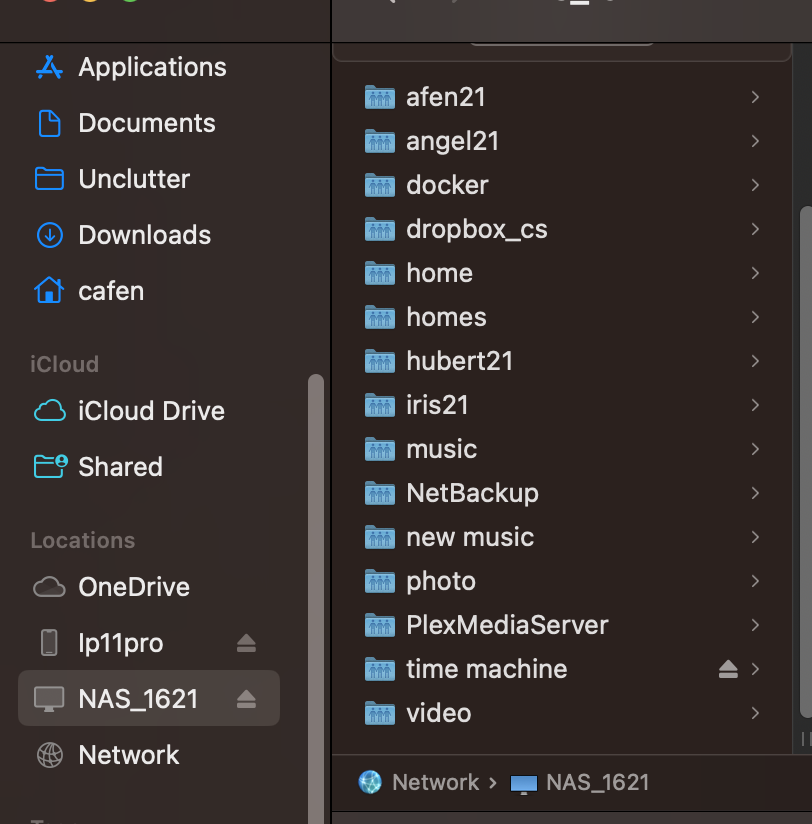 Applications
Documents
Unclutter
Downloads
cafen
iCloud
iCloud Drive
Shared
Locations
OneDrive
Ip11pro
NAS_1621
Network
afen21
angel21
docker
dropbox_cs
home
homes
hubert21
iris21
music
NetBackup
new music
photo
PlexMediaServer
time machine
video
Network › NAS_1621